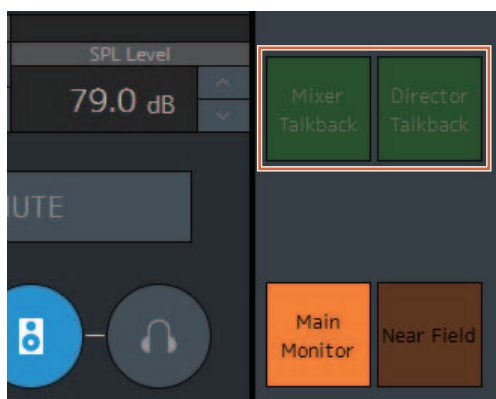 SPL Level
79.0 dB
Mixer
Talkback
Director
Talkback
UTE
Main
Monitor
Near Field